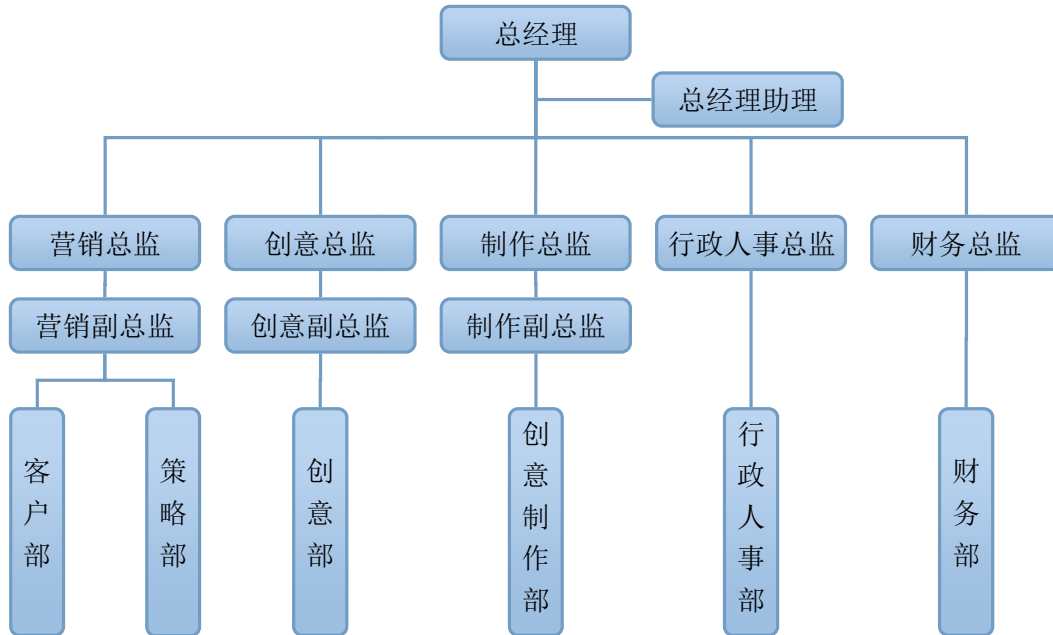 总经理
总经理助理
营销总监
创意总监
制作总监
行政人事总监
财务总监
营销副总监
创意副总监
制作副总监
客户部
策略部
创意部
创意制作部
行政人事部
财务部